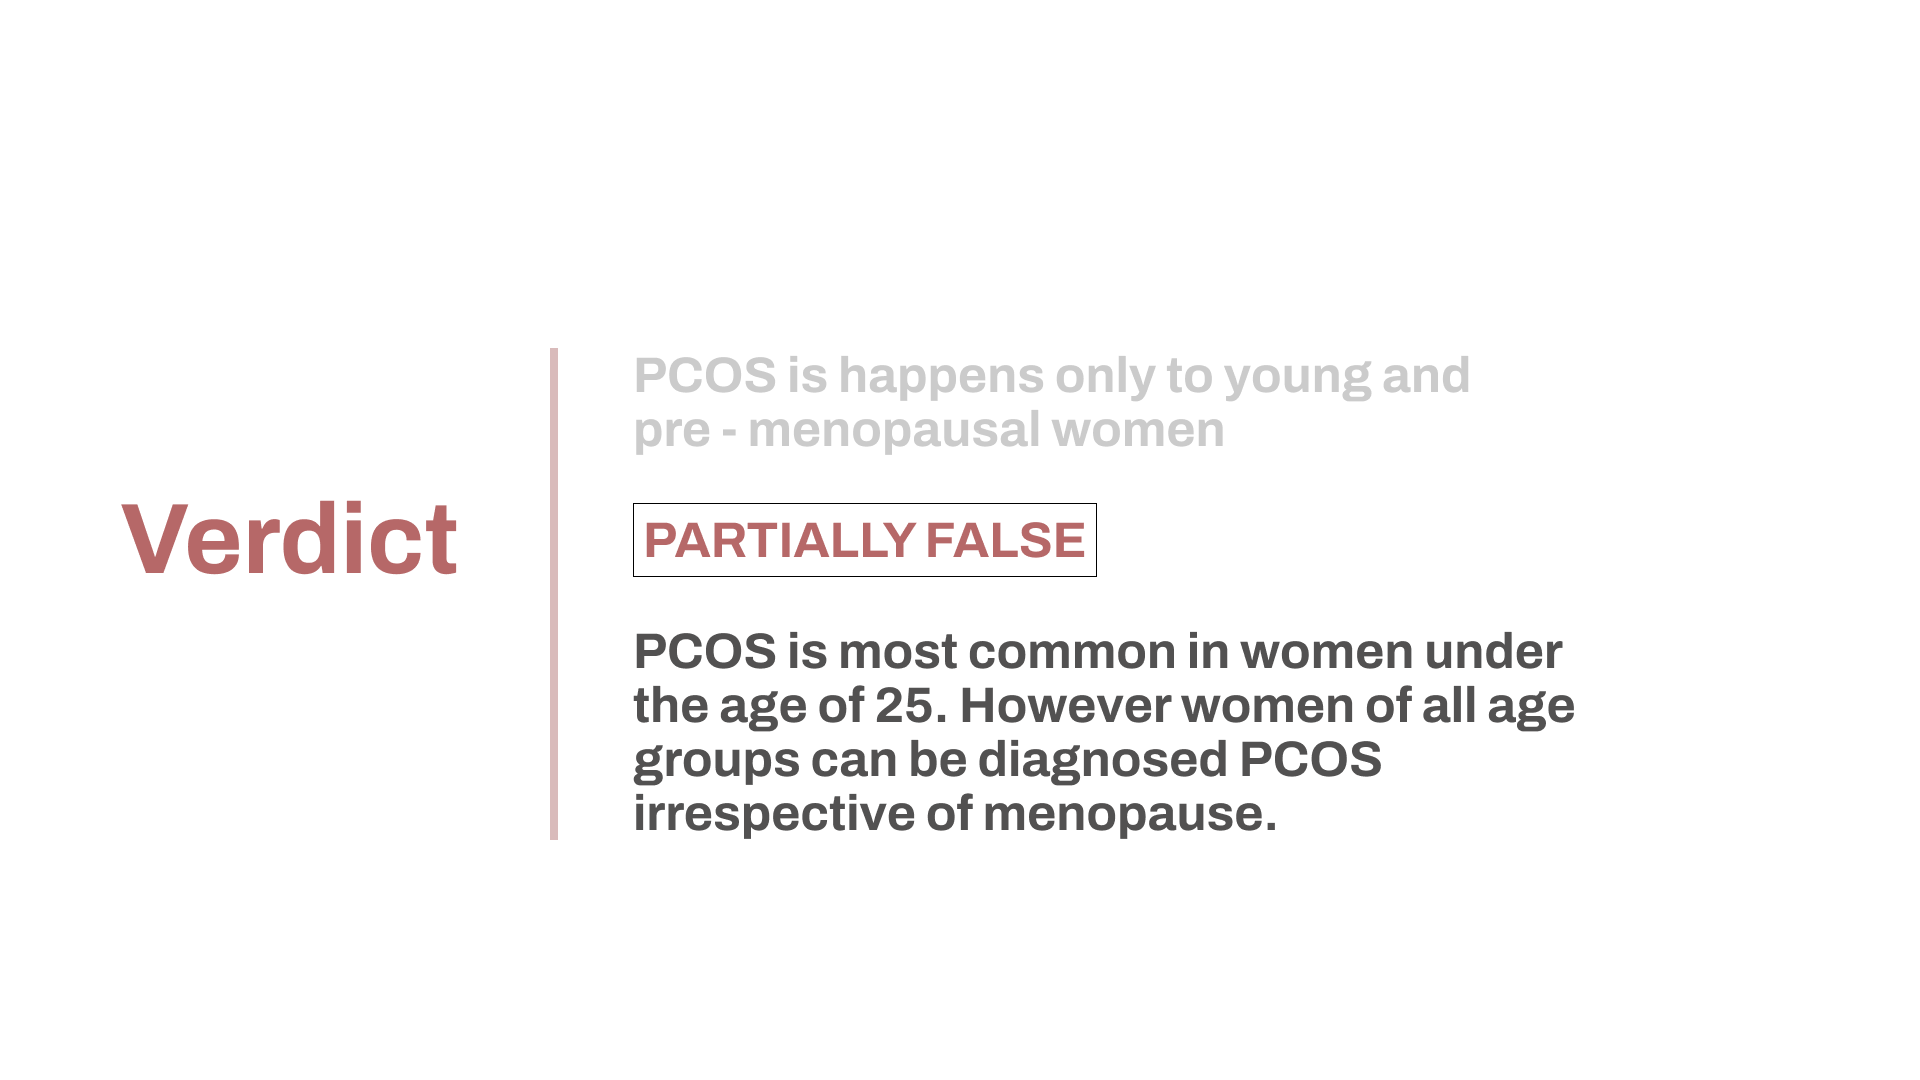 Verdict
PCOS is happens only to young and
pre - menopausal women
PARTIALLY FALSE
PCOS is most common in women under
the age of 25. However women of all age
groups can be diagnosed PCOS
irrespective of menopause.